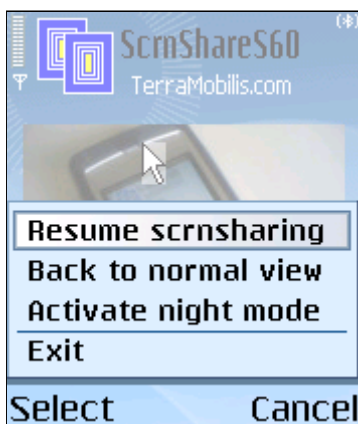 ScrnShareS60
TerraMobilis.com
Resume scrnsharing
Back to normal view
Activate night mode
Exit
Select Cancel